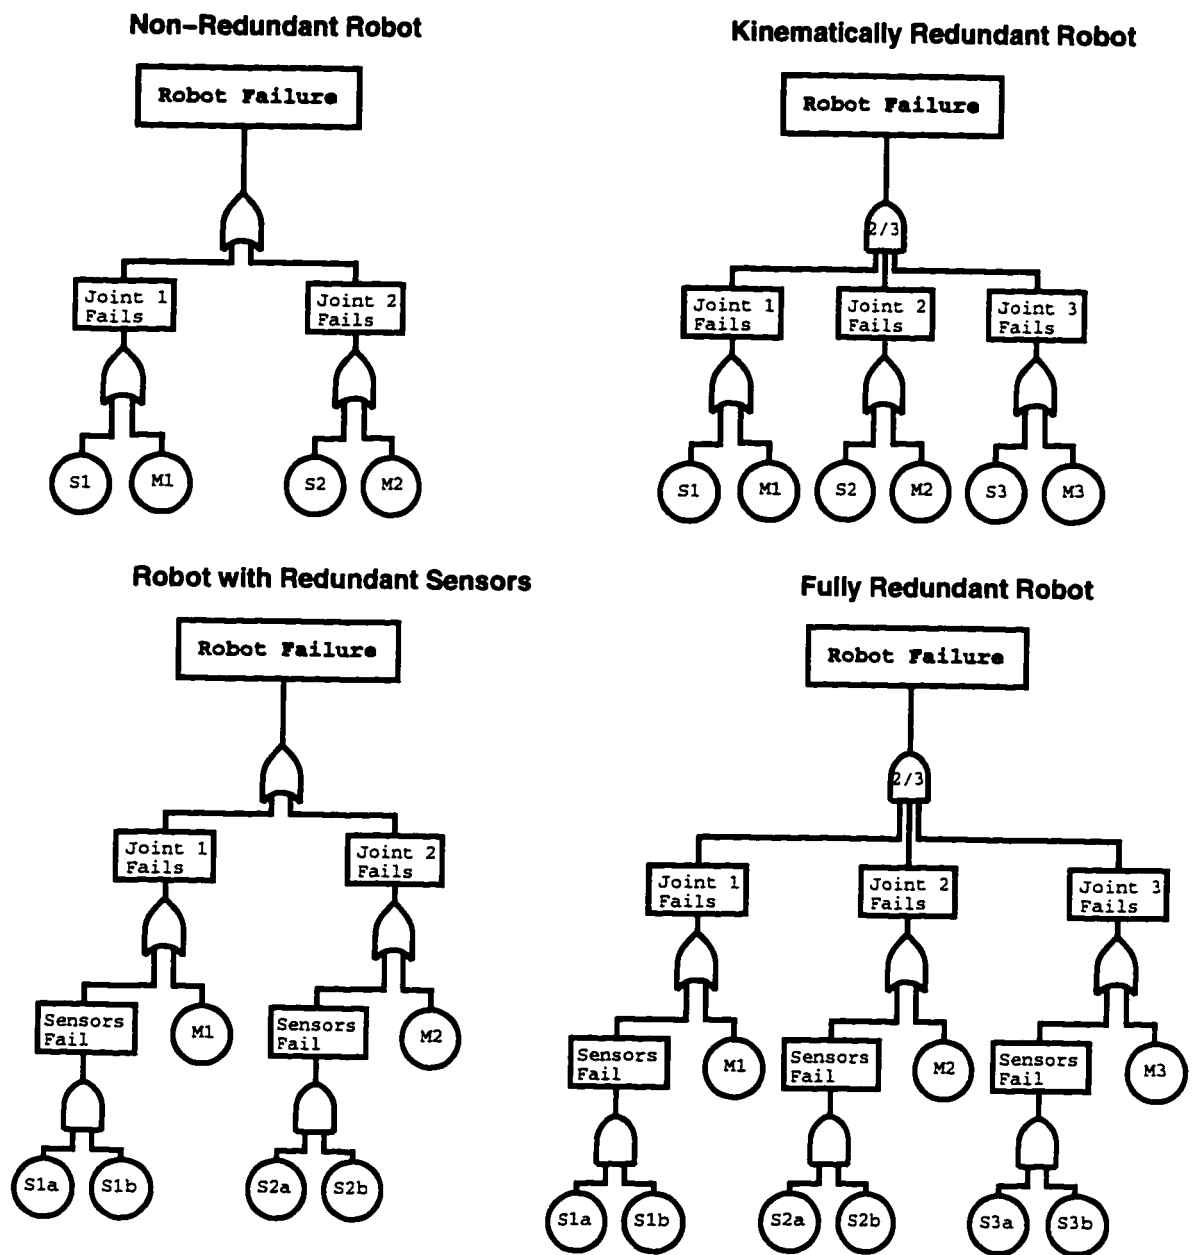 Non-Redundant Robot
Robot Failure
Joint 1
Fails
Joint 2
Fails
S1
M1
S2
M2
Kinematically Redundant Robot
Robot Failure
2/3
Joint 1
Fails
Joint 2
Fails
Joint 3
Fails
S1
M1
S2
M2
S3
M3
Robot with Redundant Sensors
Robot Failure
Joint 1
Fails
Joint 2
Fails
Sensors
Fail
M1
Sensors
Fail
M2
S1a
S1b
S2a
S2b
Fully Redundant Robot
Robot Failure
2/3
Joint 1
Fails
Joint 2
Fails
Joint 3
Fails
Sensors
Fail
M1
Sensors
Fail
M2
Sensors
Fail
M3
S1a
S1b
S2a
S2b
S3a
S3b